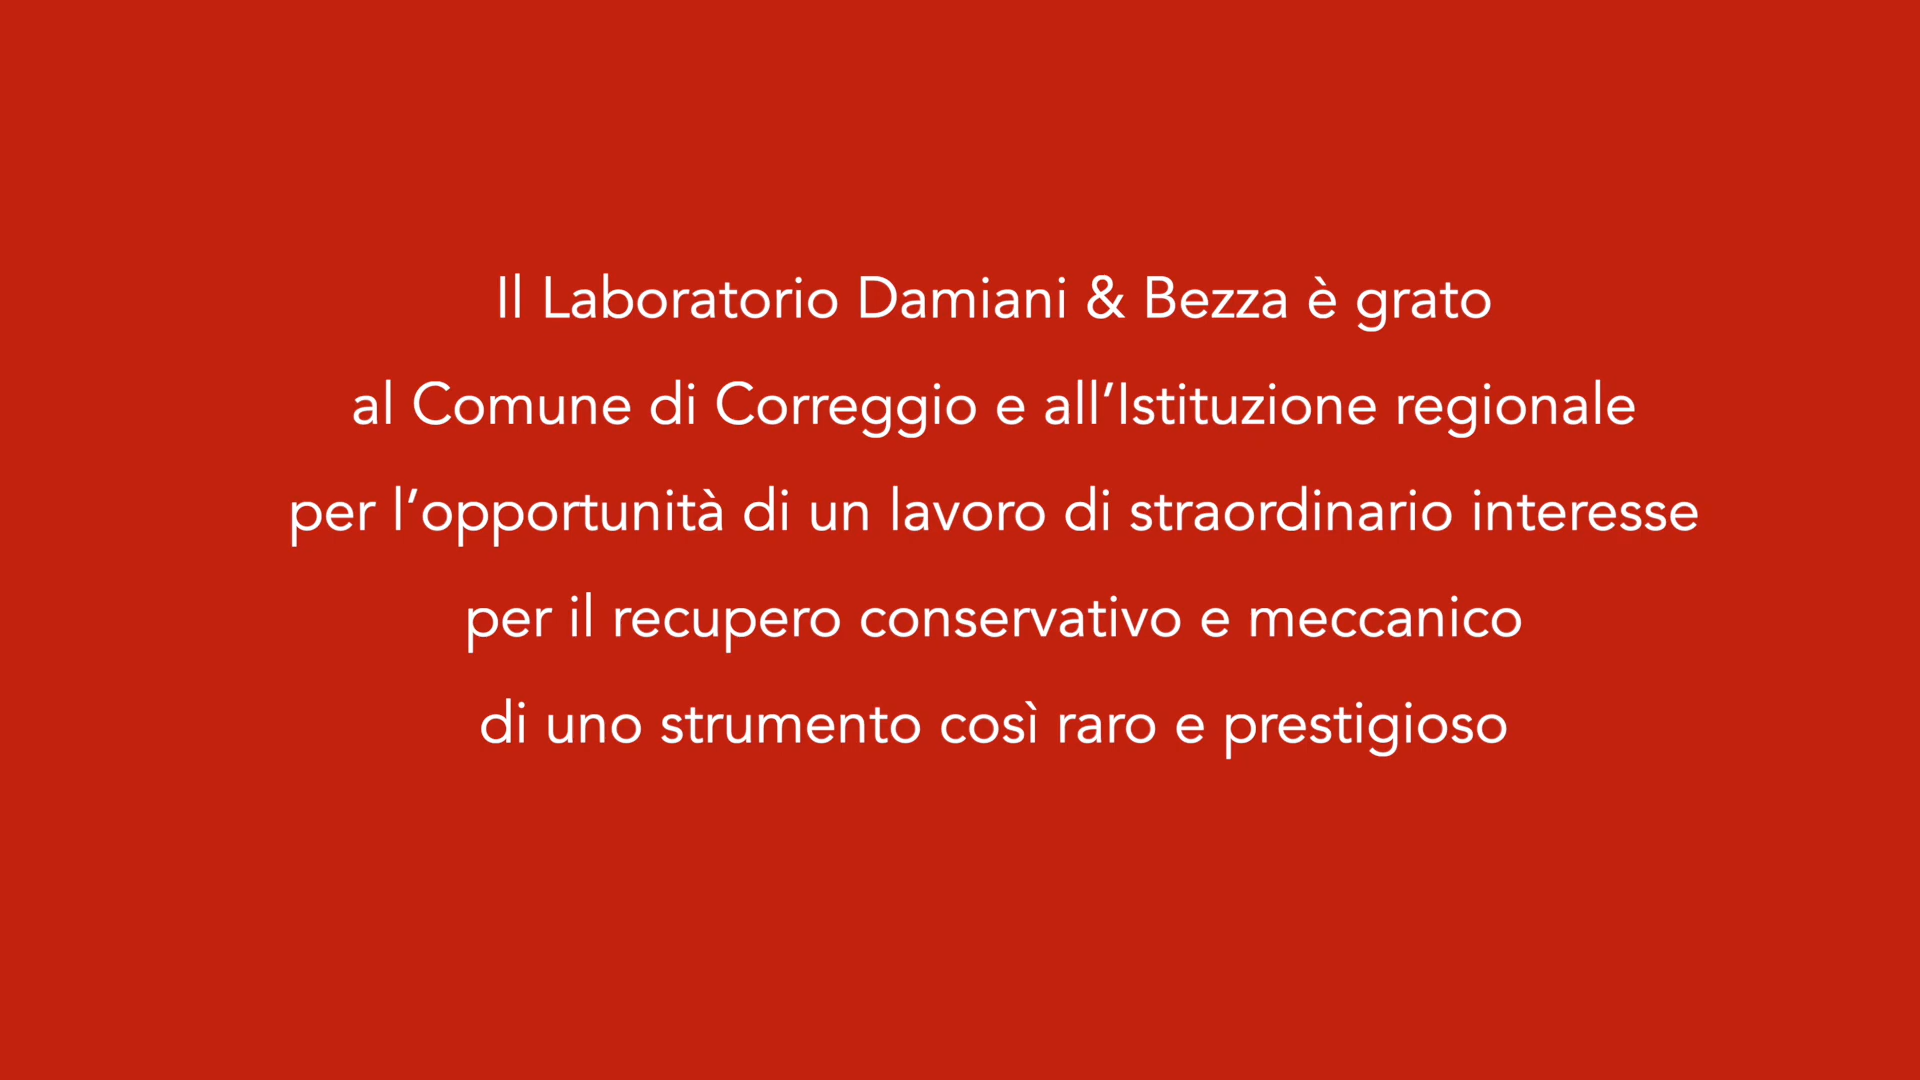 Il Laboratorio Damiani & Bezza è grato
al Comune di Correggio e all’Istituzione regionale
per l’opportunità di un lavoro di straordinario interesse
per il recupero conservativo e meccanico
di uno strumento così raro e prestigioso